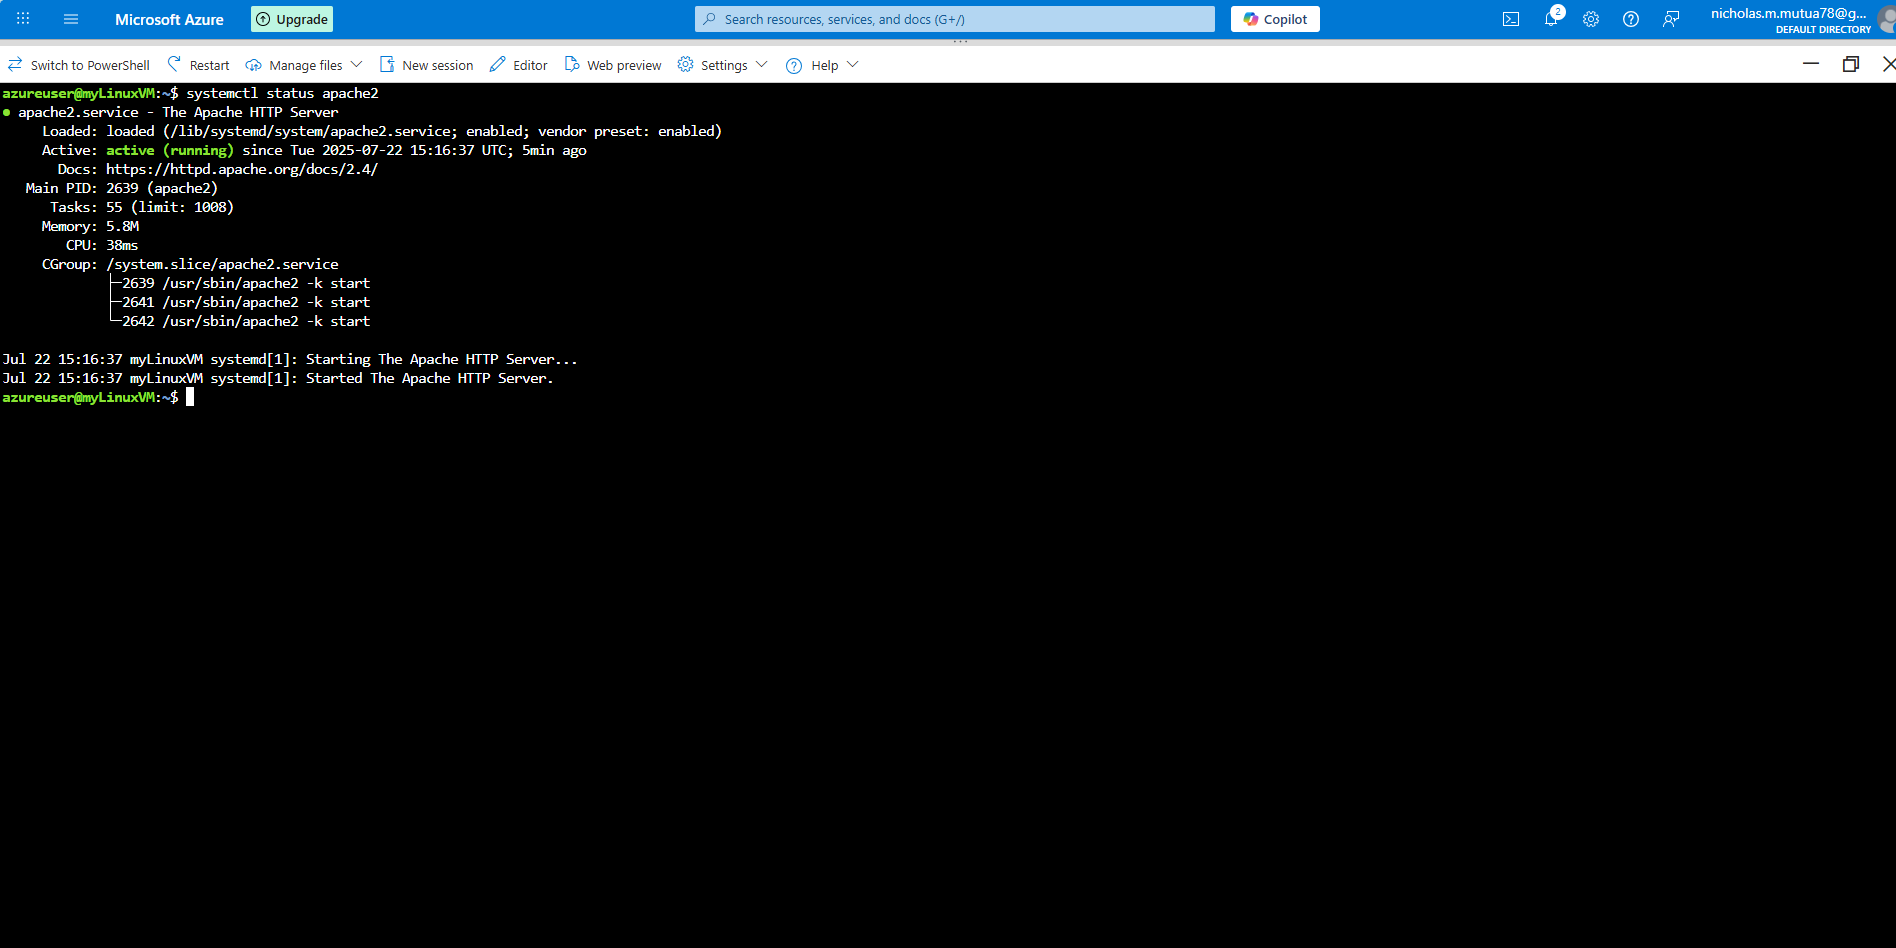 Microsoft Azure
Upgrade
Search resources, services, and docs (G+/)
Copilot
2
nicholas.m.mutua78@g...
DEFAULT DIRECTORY
Switch to PowerShell
Restart
Manage files
New session
Editor
Web preview
Settings
Help
azureuser@myLinuxVM:~$ systemctl status apache2
● apache2.service - The Apache HTTP Server
Loaded: loaded (/lib/systemd/system/apache2.service; enabled; vendor preset: enabled)
Active: active (running) since Tue 2025-07-22 15:16:37 UTC; 5min ago
Docs: https://httpd.apache.org/docs/2.4/
Main PID: 2639 (apache2)
Tasks: 55 (limit: 1008)
Memory: 5.8M
CPU: 38ms
CGroup: /system.slice/apache2.service
├─2639 /usr/sbin/apache2 -k start
├─2641 /usr/sbin/apache2 -k start
└─2642 /usr/sbin/apache2 -k start
Jul 22 15:16:37 myLinuxVM systemd[1]: Starting The Apache HTTP Server...
Jul 22 15:16:37 myLinuxVM systemd[1]: Started The Apache HTTP Server.
azureuser@myLinuxVM:~$